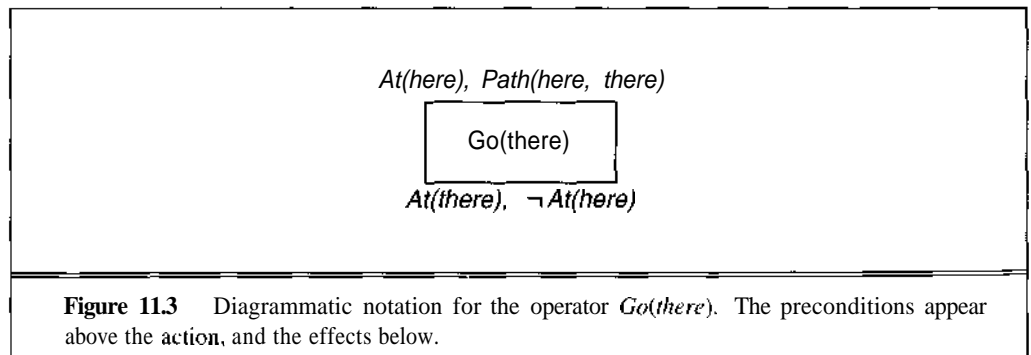 At(here), Path(here, there)
Go(there)
At(there), ¬ At(here)
Figure 11.3 Diagrammatic notation for the operator Go(there). The preconditions appear
above the action, and the effects below.